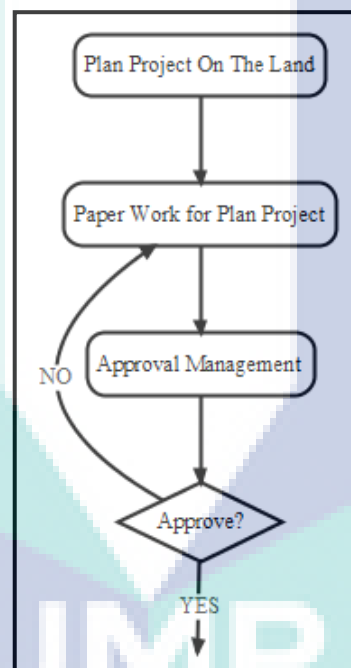 Plan Project On The Land
Paper Work for Plan Project
Approval Management
NO
Approve?
YES